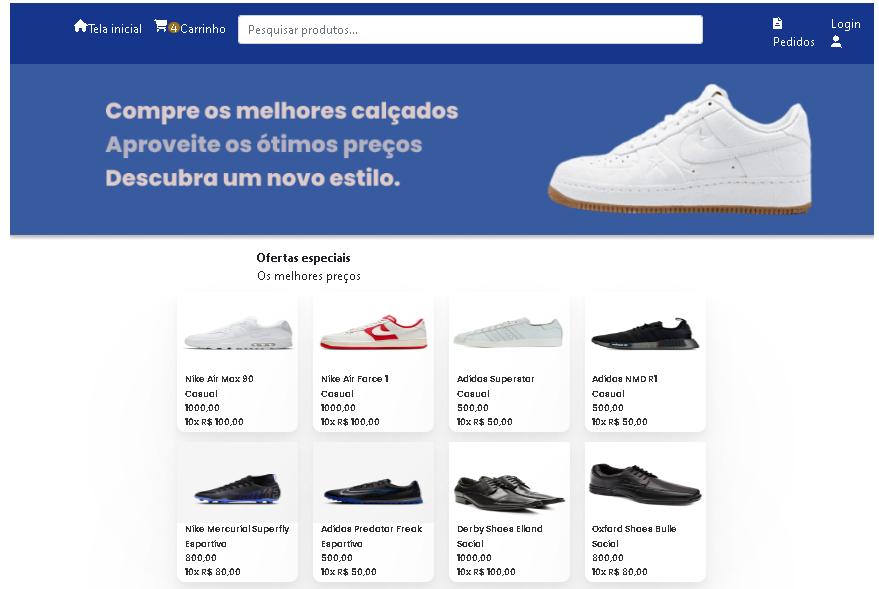 Tela inicial
4 Carrinho
Pesquisar produtos...
Pedidos
Login
Compre os melhores calçados
Aproveite os ótimos preços
Descubra um novo estilo.
Ofertas especiais
Os melhores preços
Nike Air Max 90
Casual
1000,00
10x R$ 100,00
Nike Air Force 1
Casual
1000,00
10x R$ 100,00
Adidas Superstar
Casual
500,00
10x R$ 50,00
Adidas NMD R1
Casual
500,00
10x R$ 50,00
Nike Mercurial Superfly
Esportivo
800,00
10x R$ 80,00
Adidas Predator Freak
Esportivo
500,00
10x R$ 50,00
Derby Shoes Elland
Social
1000,00
10x R$ 100,00
Oxford Shoes Bulle
Social
800,00
10x R$ 80,00